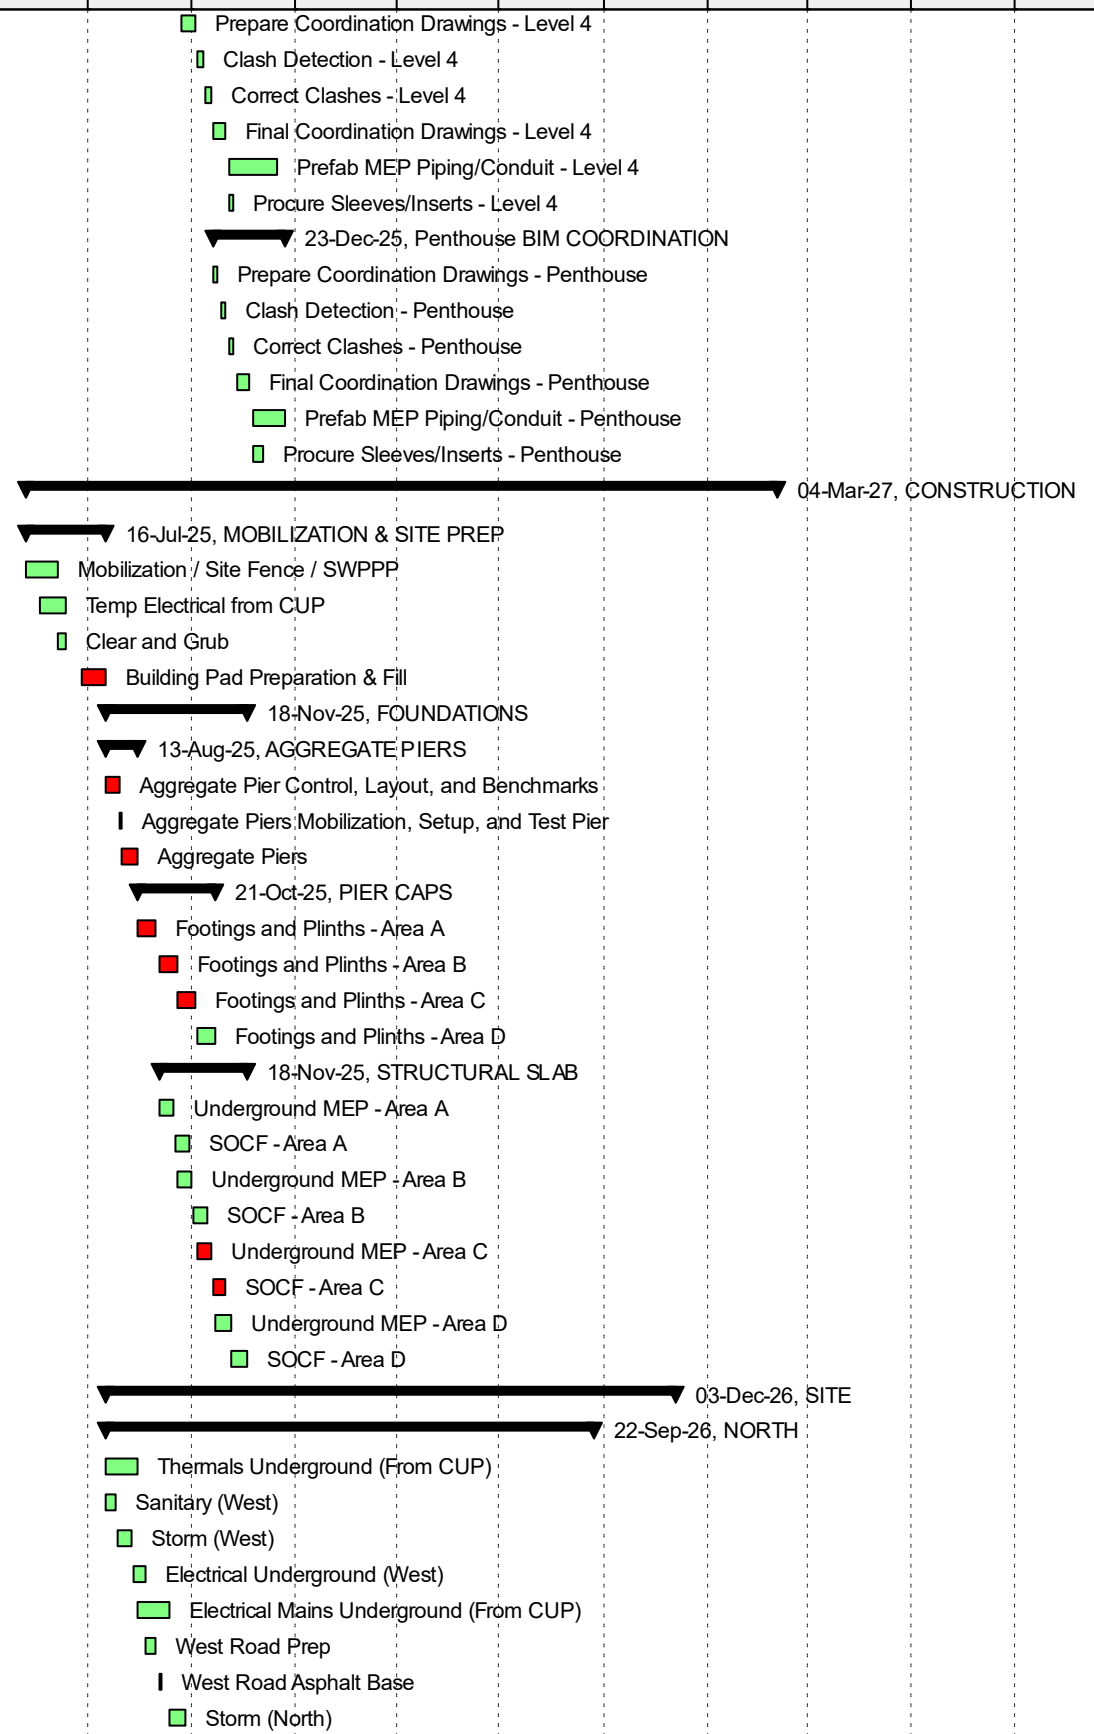 Prepare Coordination Drawings - Level 4
Clash Detection - Level 4
Correct Clashes - Level 4
Final Coordination Drawings - Level 4
Prefab MEP Piping/Conduit - Level 4
Procure Sleeves/Inserts - Level 4
23-Dec-25, Penthouse BIM COORDINATION
Prepare Coordination Drawings - Penthouse
Clash Detection - Penthouse
Correct Clashes - Penthouse
Final Coordination Drawings - Penthouse
Prefab MEP Piping/Conduit - Penthouse
Procure Sleeves/Inserts - Penthouse
04-Mar-27, CONSTRUCTION
16-Jul-25, MOBILIZATION & SITE PREP
Mobilization / Site Fence / SWPPP
Temp Electrical from CUP
Clear and Grub
Building Pad Preparation & Fill
18-Nov-25, FOUNDATIONS
13-Aug-25, AGGREGATE PIERS
Aggregate Pier Control, Layout, and Benchmarks
Aggregate Piers Mobilization, Setup, and Test Pier
Aggregate Piers
21-Oct-25, PIER CAPS
Footings and Plinths - Area A
Footings and Plinths - Area B
Footings and Plinths - Area C
Footings and Plinths - Area D
18-Nov-25, STRUCTURAL SLAB
Underground MEP - Area A
SOCF - Area A
Underground MEP - Area B
SOCF - Area B
Underground MEP - Area C
SOCF - Area C
Underground MEP - Area D
SOCF - Area D
03-Dec-26, SITE
22-Sep-26, NORTH
Thermals Underground (From CUP)
Sanitary (West)
Storm (West)
Electrical Underground (West)
Electrical Mains Underground (From CUP)
West Road Prep
West Road Asphalt Base
Storm (North)